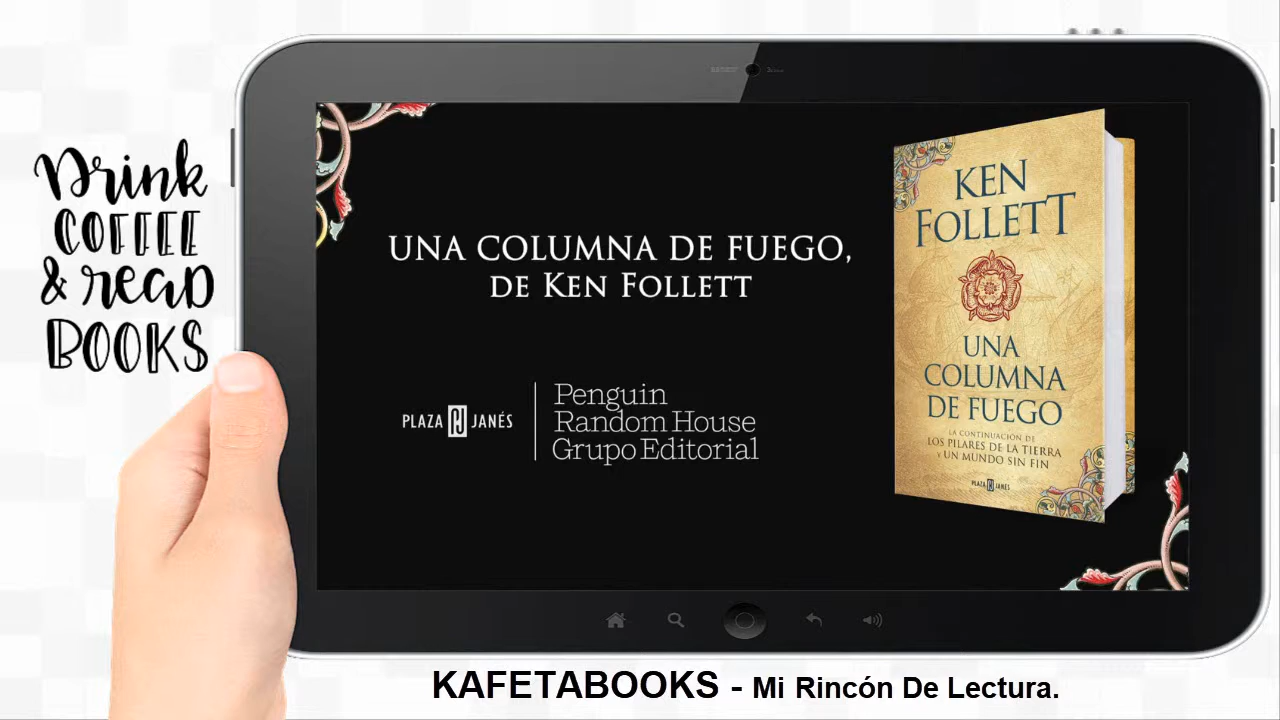 Drink
COFFEE
& reaD
BOOKS
UNA COLUMNA DE FUEGO,
DE KEN FOLLETT
PLAZA JANÉS
Penguin
Random House
Grupo Editorial
KEN
FOLLETT
UNA
COLUMNA
DE FUEGO
LA CONTINUACIÓN DE
LOS PILARES DE LA TIERRA
Y UN MUNDO SIN FIN
PLAZA JANÉS
KAFETABOOKS - Mi Rincón De Lectura.